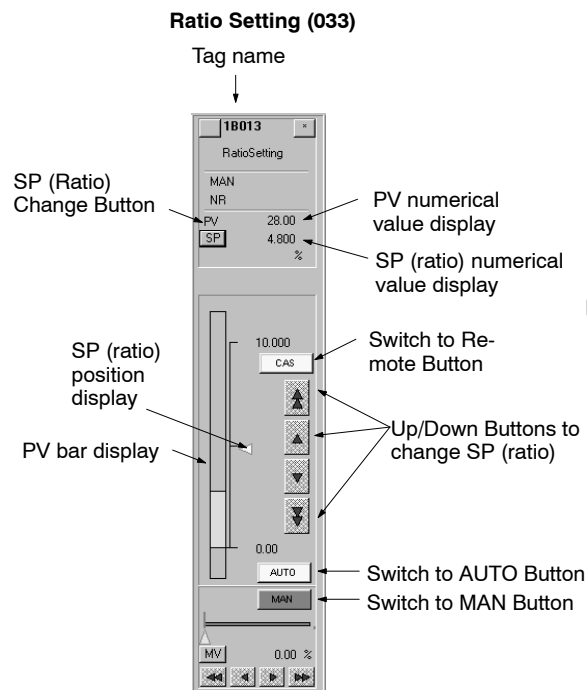 Ratio Setting (033)
Tag name
1B013
RatioSetting
MAN
NR
SP (Ratio)
Change Button
PV 28.00
SP 4.800
%
PV numerical
value display
SP (ratio) numerical
value display
SP (ratio)
position
display
PV bar display
10.000
CAS
Switch to Re-
mote Button
Up/Down Buttons to
change SP (ratio)
0.00
AUTO
Switch to AUTO Button
MAN
Switch to MAN Button
MV 0.00 %